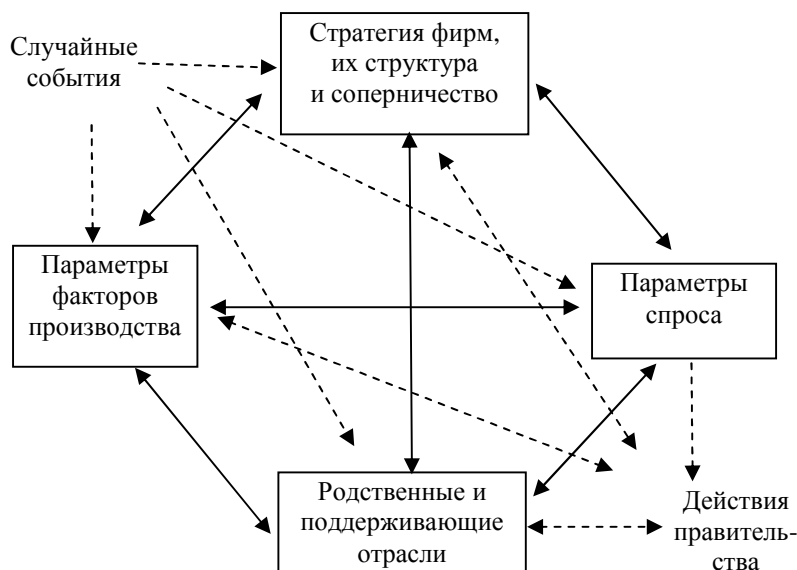 Случайные
события
Стратегия фирм,
их структура
и соперничество
Параметры
факторов
производства
Параметры
спроса
Родственные и
поддерживающие
отрасли
Действия
правитель-
ства